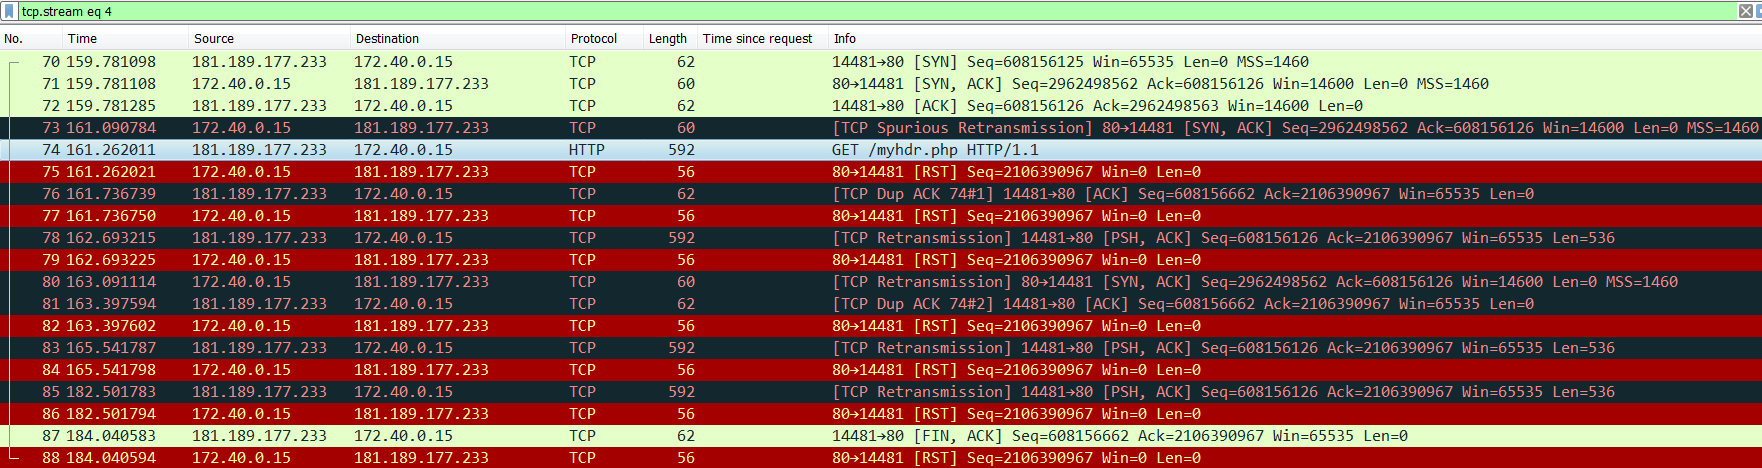 tcp.stream eq 4
No. Time Source Destination Protocol Length Time since request Info
70 159.781098 181.189.177.233 172.40.0.15 TCP 62 14481→80 [SYN] Seq=608156125 Win=65535 Len=0 MSS=1460
71 159.781108 172.40.0.15 181.189.177.233 TCP 60 80→14481 [SYN, ACK] Seq=2962498562 Ack=608156126 Win=14600 Len=0 MSS=1460
72 159.781285 181.189.177.233 172.40.0.15 TCP 62 14481→80 [ACK] Seq=608156126 Ack=2962498563 Win=14600 Len=0
73 161.090784 172.40.0.15 181.189.177.233 TCP 60 [TCP Spurious Retransmission] 80→14481 [SYN, ACK] Seq=2962498562 Ack=608156126 Win=14600 Len=0 MSS=1460
74 161.262011 181.189.177.233 172.40.0.15 HTTP 592 GET /myhdr.php HTTP/1.1
75 161.262021 172.40.0.15 181.189.177.233 TCP 56 80→14481 [RST] Seq=2106390967 Win=0 Len=0
76 161.736739 181.189.177.233 172.40.0.15 TCP 62 [TCP Dup ACK 74#1] 14481→80 [ACK] Seq=608156662 Ack=2106390967 Win=65535 Len=0
77 161.736750 172.40.0.15 181.189.177.233 TCP 56 80→14481 [RST] Seq=2106390967 Win=0 Len=0
78 162.693215 181.189.177.233 172.40.0.15 TCP 592 [TCP Retransmission] 14481→80 [PSH, ACK] Seq=608156126 Ack=2106390967 Win=65535 Len=536
79 162.693225 172.40.0.15 181.189.177.233 TCP 56 80→14481 [RST] Seq=2106390967 Win=0 Len=0
80 163.091114 172.40.0.15 181.189.177.233 TCP 60 [TCP Retransmission] 80→14481 [SYN, ACK] Seq=2962498562 Ack=608156126 Win=14600 Len=0 MSS=1460
81 163.397594 181.189.177.233 172.40.0.15 TCP 62 [TCP Dup ACK 74#2] 14481→80 [ACK] Seq=608156662 Ack=2106390967 Win=65535 Len=0
82 163.397602 172.40.0.15 181.189.177.233 TCP 56 80→14481 [RST] Seq=2106390967 Win=0 Len=0
83 165.541787 181.189.177.233 172.40.0.15 TCP 592 [TCP Retransmission] 14481→80 [PSH, ACK] Seq=608156126 Ack=2106390967 Win=65535 Len=536
84 165.541798 172.40.0.15 181.189.177.233 TCP 56 80→14481 [RST] Seq=2106390967 Win=0 Len=0
85 182.501783 181.189.177.233 172.40.0.15 TCP 592 [TCP Retransmission] 14481→80 [PSH, ACK] Seq=608156126 Ack=2106390967 Win=65535 Len=536
86 182.501794 172.40.0.15 181.189.177.233 TCP 56 80→14481 [RST] Seq=2106390967 Win=0 Len=0
87 184.040583 181.189.177.233 172.40.0.15 TCP 62 14481→80 [FIN, ACK] Seq=608156662 Ack=2106390967 Win=65535 Len=0
88 184.040594 172.40.0.15 181.189.177.233 TCP 56 80→14481 [RST] Seq=2106390967 Win=0 Len=0